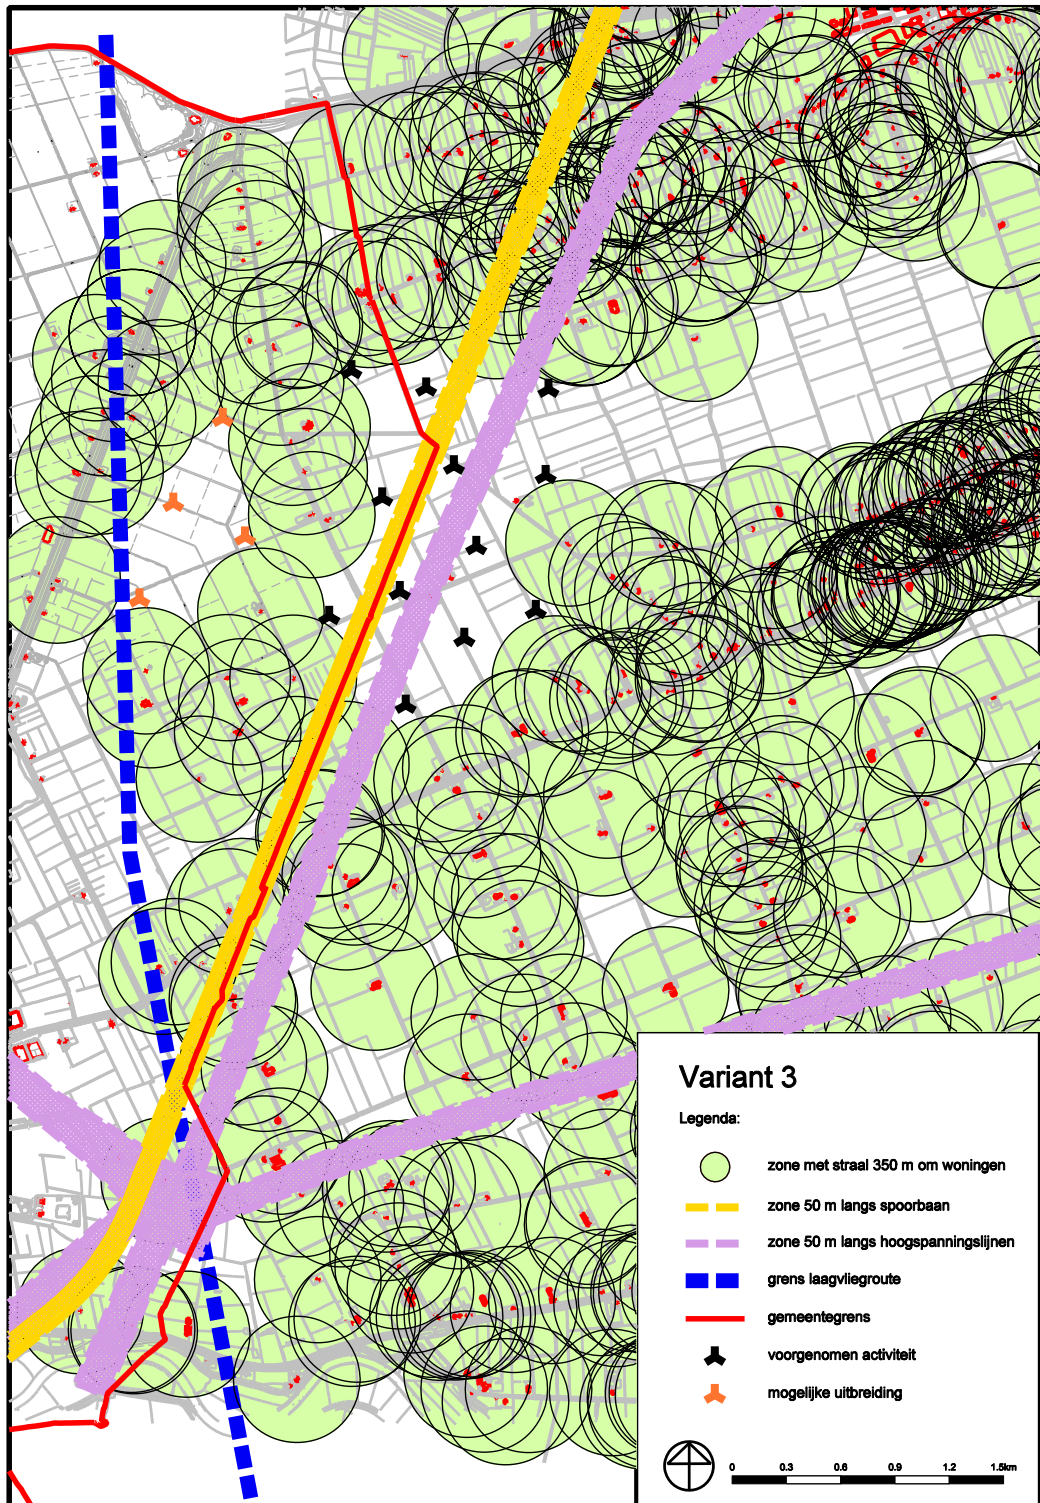 Variant 3
Legenda:
zone met straal 350 m om woningen
zone 50 m langs spoorbaan
zone 50 m langs hoogspanningslijnen
grens laagvliegroute
gemeentegrens
voorgenomen activiteit
mogelijke uitbreiding
0 0.3 0.6 0.9 1.2 1.5km